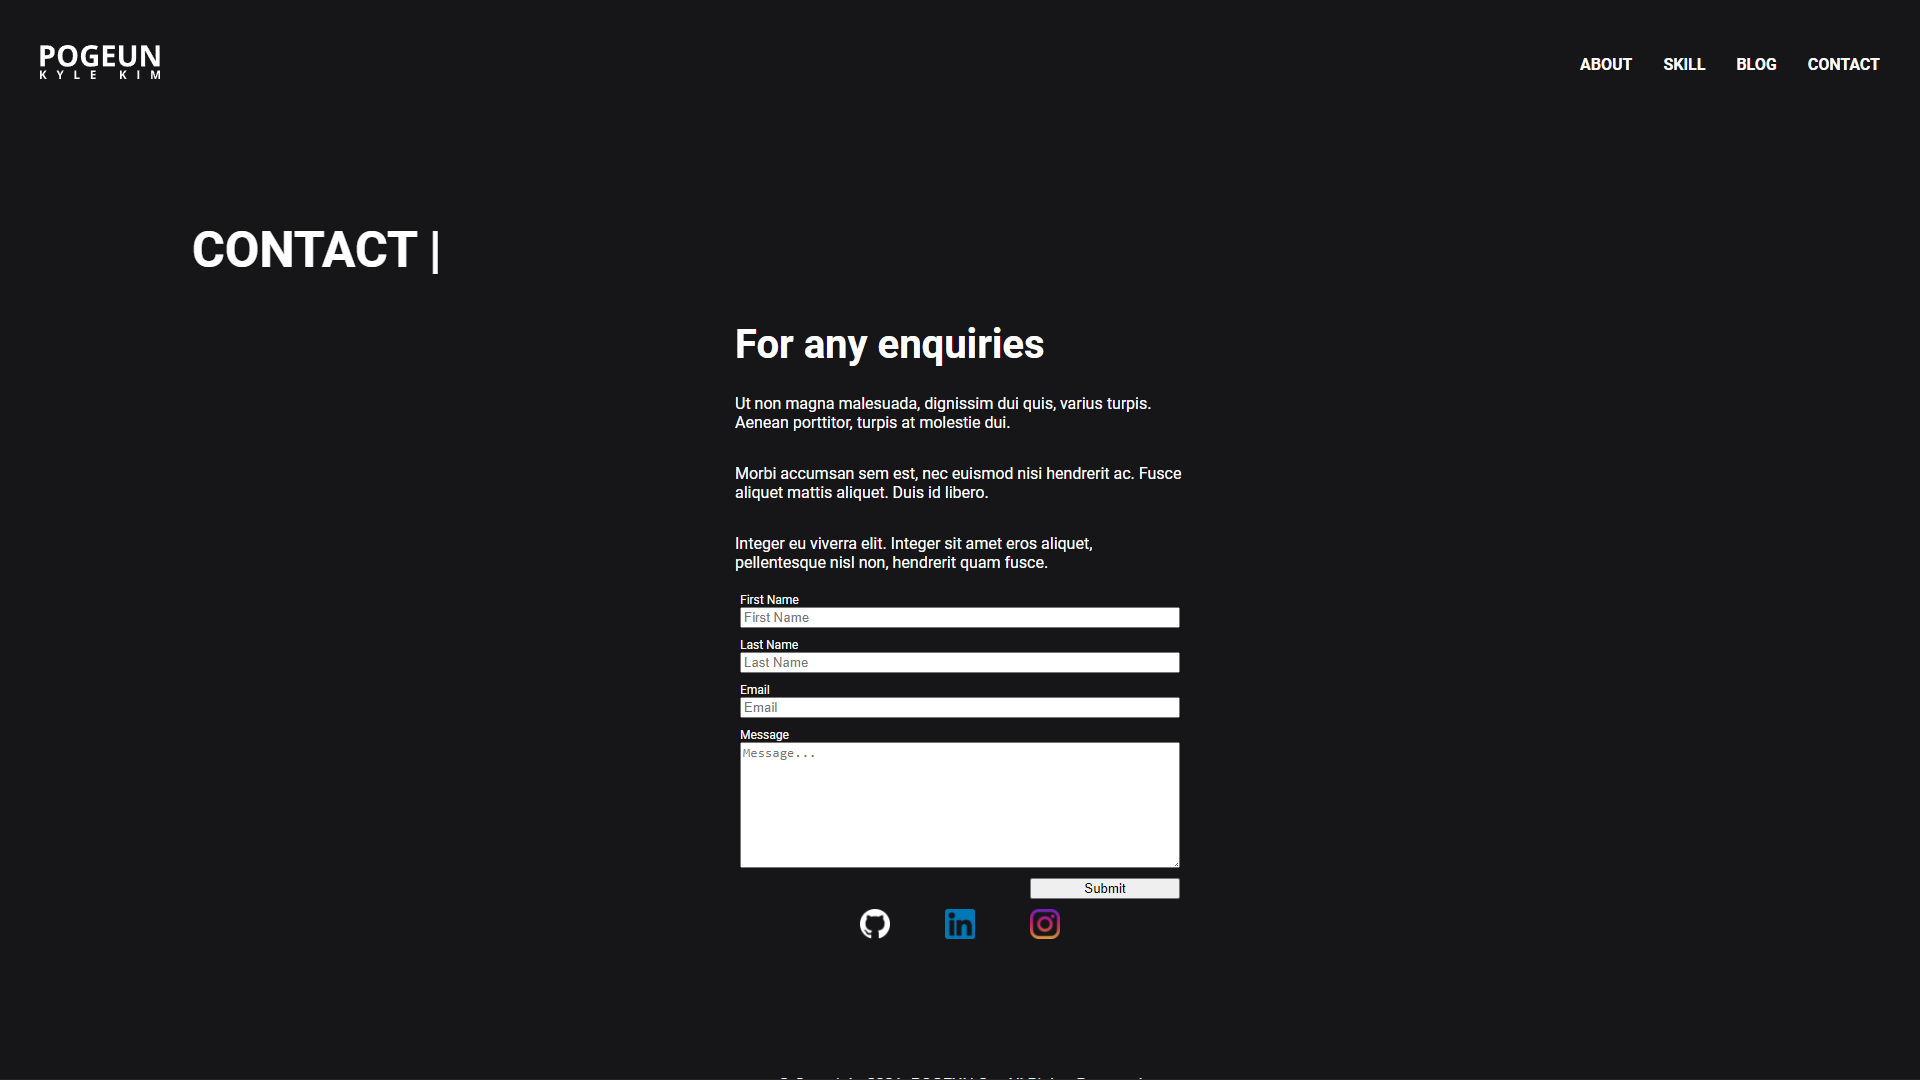 POGEUN
KYLE KIM
ABOUT SKILL BLOG CONTACT
CONTACT |
For any enquiries
Ut non magna malesuada, dignissim dui quis, varius turpis.
Aenean porttitor, turpis at molestie dui.
Morbi accumsan sem est, nec euismod nisi hendrerit ac. Fusce
aliquet mattis aliquet. Duis id libero.
Integer eu viverra elit. Integer sit amet eros aliquet,
pellentesque nisl non, hendrerit quam fusce.
First Name
First Name
Last Name
Last Name
Email
Email
Message
Message...
Submit
in